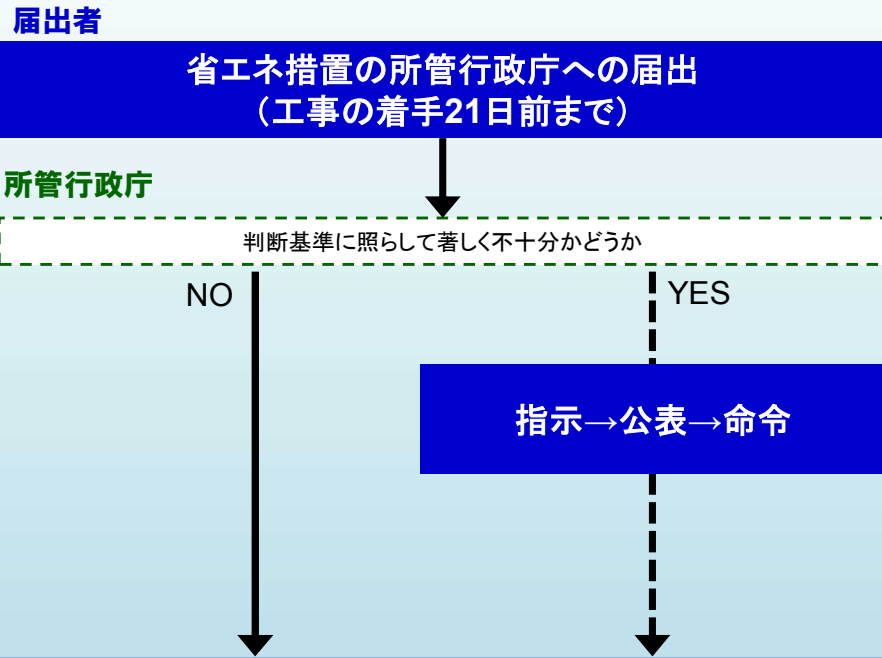 届出者
省エネ措置の所管行政庁への届出
（工事の着手21日前まで）
所管行政庁
判断基準に照らして著しく不十分かどうか
NO
YES
指示→公表→命令